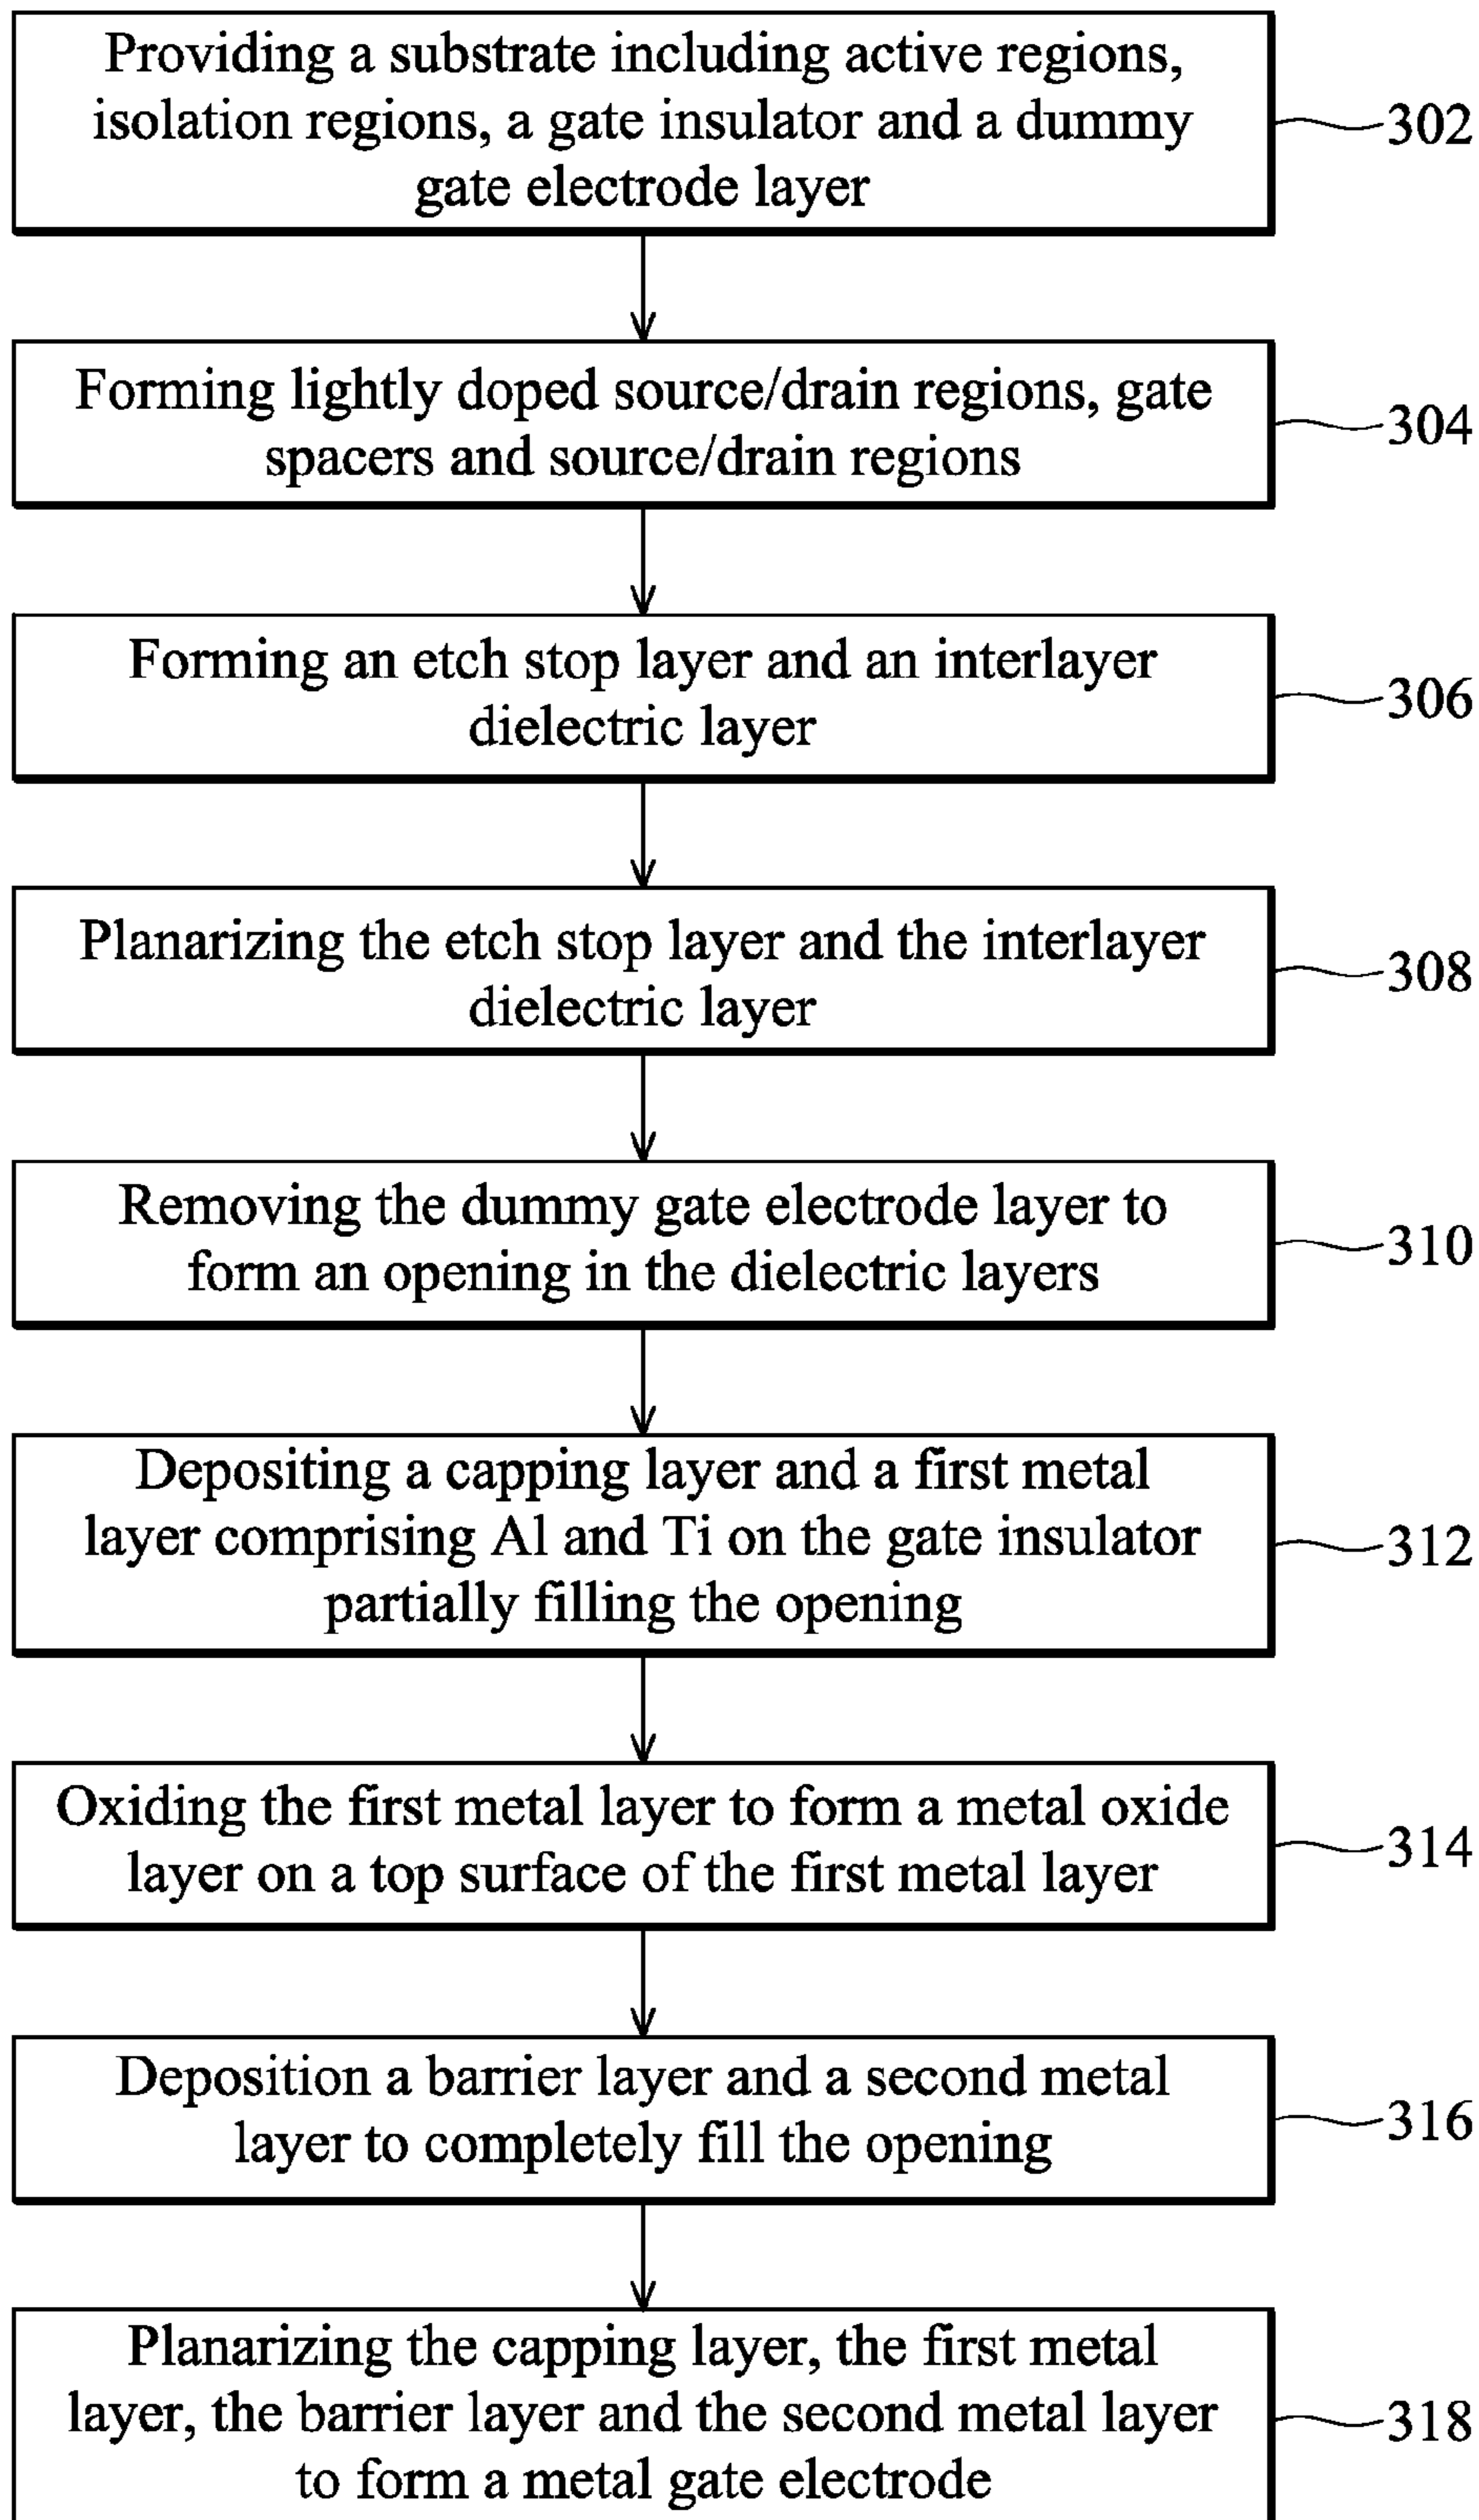 Providing a substrate including active regions,
isolation regions, a gate insulator and a dummy
gate electrode layer
302
Forming lightly doped source/drain regions, gate
spacers and source/drain regions
304
Forming an etch stop layer and an interlayer
dielectric layer
306
Planarizing the etch stop layer and the interlayer
dielectric layer
308
Removing the dummy gate electrode layer to
form an opening in the dielectric layers
310
Depositing a capping layer and a first metal
layer comprising Al and Ti on the gate insulator
partially filling the opening
312
Oxiding the first metal layer to form a metal oxide
layer on a top surface of the first metal layer
314
Deposition a barrier layer and a second metal
layer to completely fill the opening
316
Planarizing the capping layer, the first metal
layer, the barrier layer and the second metal layer
to form a metal gate electrode
318